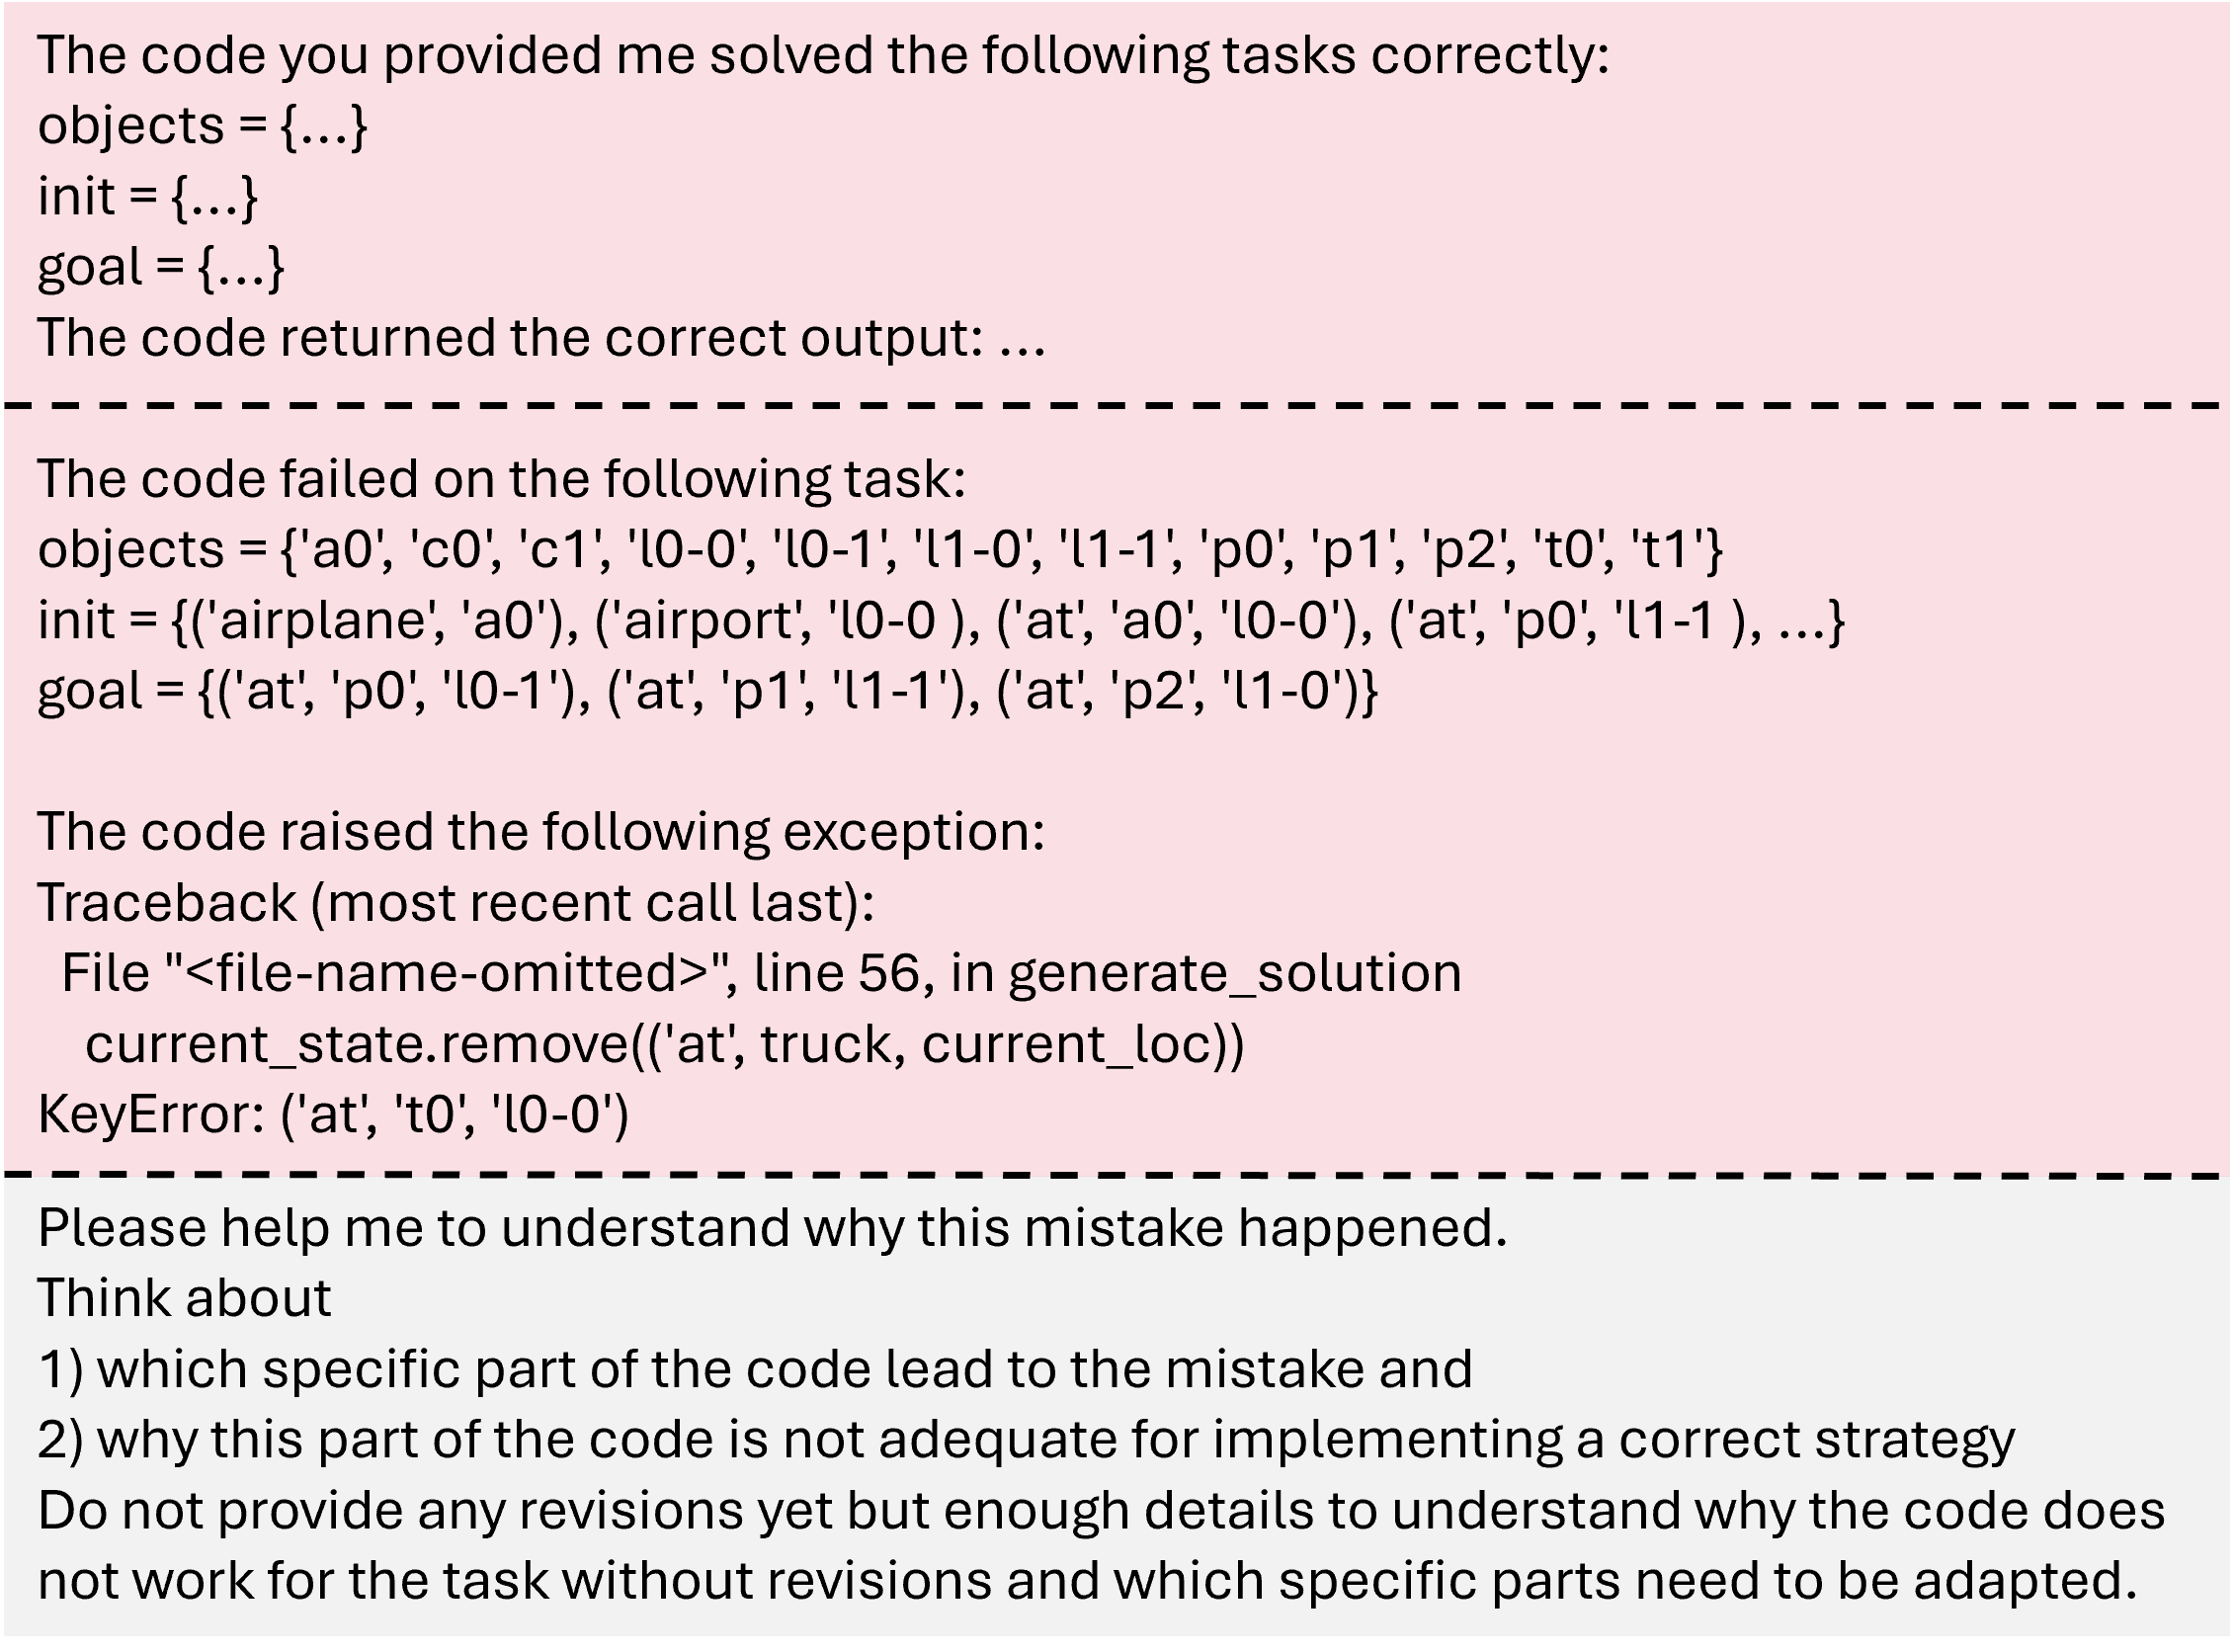 The code you provided me solved the following tasks correctly:
objects = {...}
init = {...}
goal = {...}
The code returned the correct output: ...
The code failed on the following task:
objects = {'a0', 'c0', 'c1', 'l0-0', 'l0-1', 'l1-0', 'l1-1', 'p0', 'p1', 'p2', 't0', 't1'}
init = {('airplane', 'a0'), ('airport', 'l0-0 ), ('at', 'a0', 'l0-0'), ('at', 'p0', 'l1-1 ), ...}
goal = {('at', 'p0', 'l0-1'), ('at', 'p1', 'l1-1'), ('at', 'p2', 'l1-0')}
The code raised the following exception:
Traceback (most recent call last):
File "<file-name-omitted>", line 56, in generate_solution
current_state.remove(('at', truck, current_loc))
KeyError: ('at', 't0', 'l0-0')
Please help me to understand why this mistake happened.
Think about
1) which specific part of the code lead to the mistake and
2) why this part of the code is not adequate for implementing a correct strategy
Do not provide any revisions yet but enough details to understand why the code does
not work for the task without revisions and which specific parts need to be adapted.